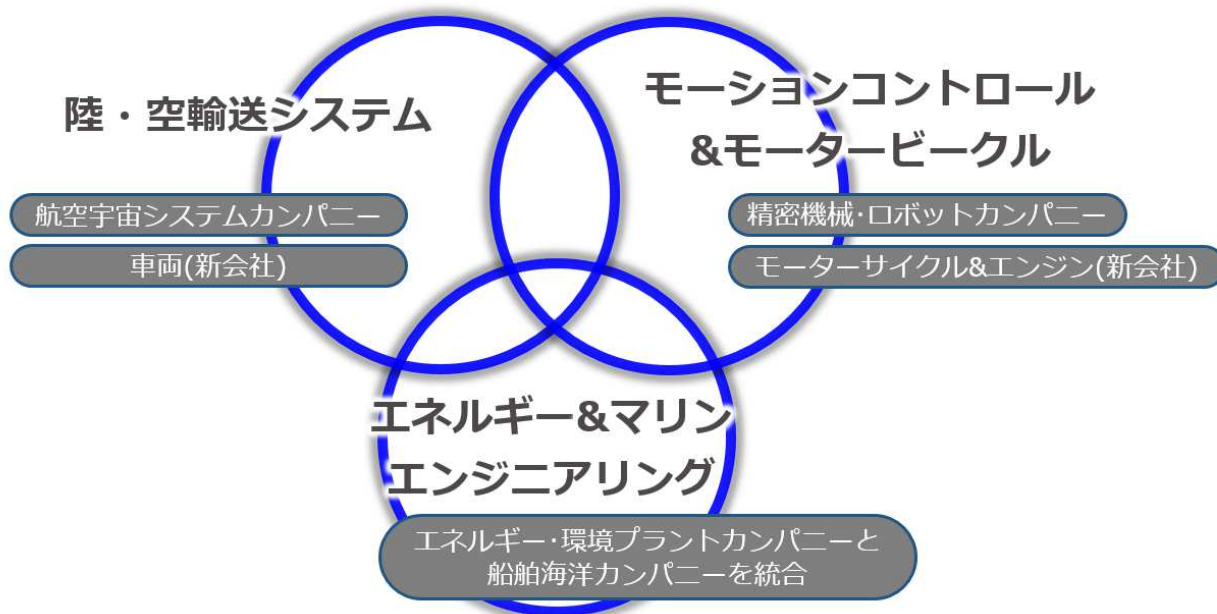 陸・空輸送システム
航空宇宙システムカンパニー
車両(新会社)
モーションコントロール
&モータービークル
精密機械・ロボットカンパニー
モーターサイクル&エンジン(新会社)
エネルギー&マリン
エンジニアリング
エネルギー・環境プラントカンパニーと
船舶海洋カンパニーを統合